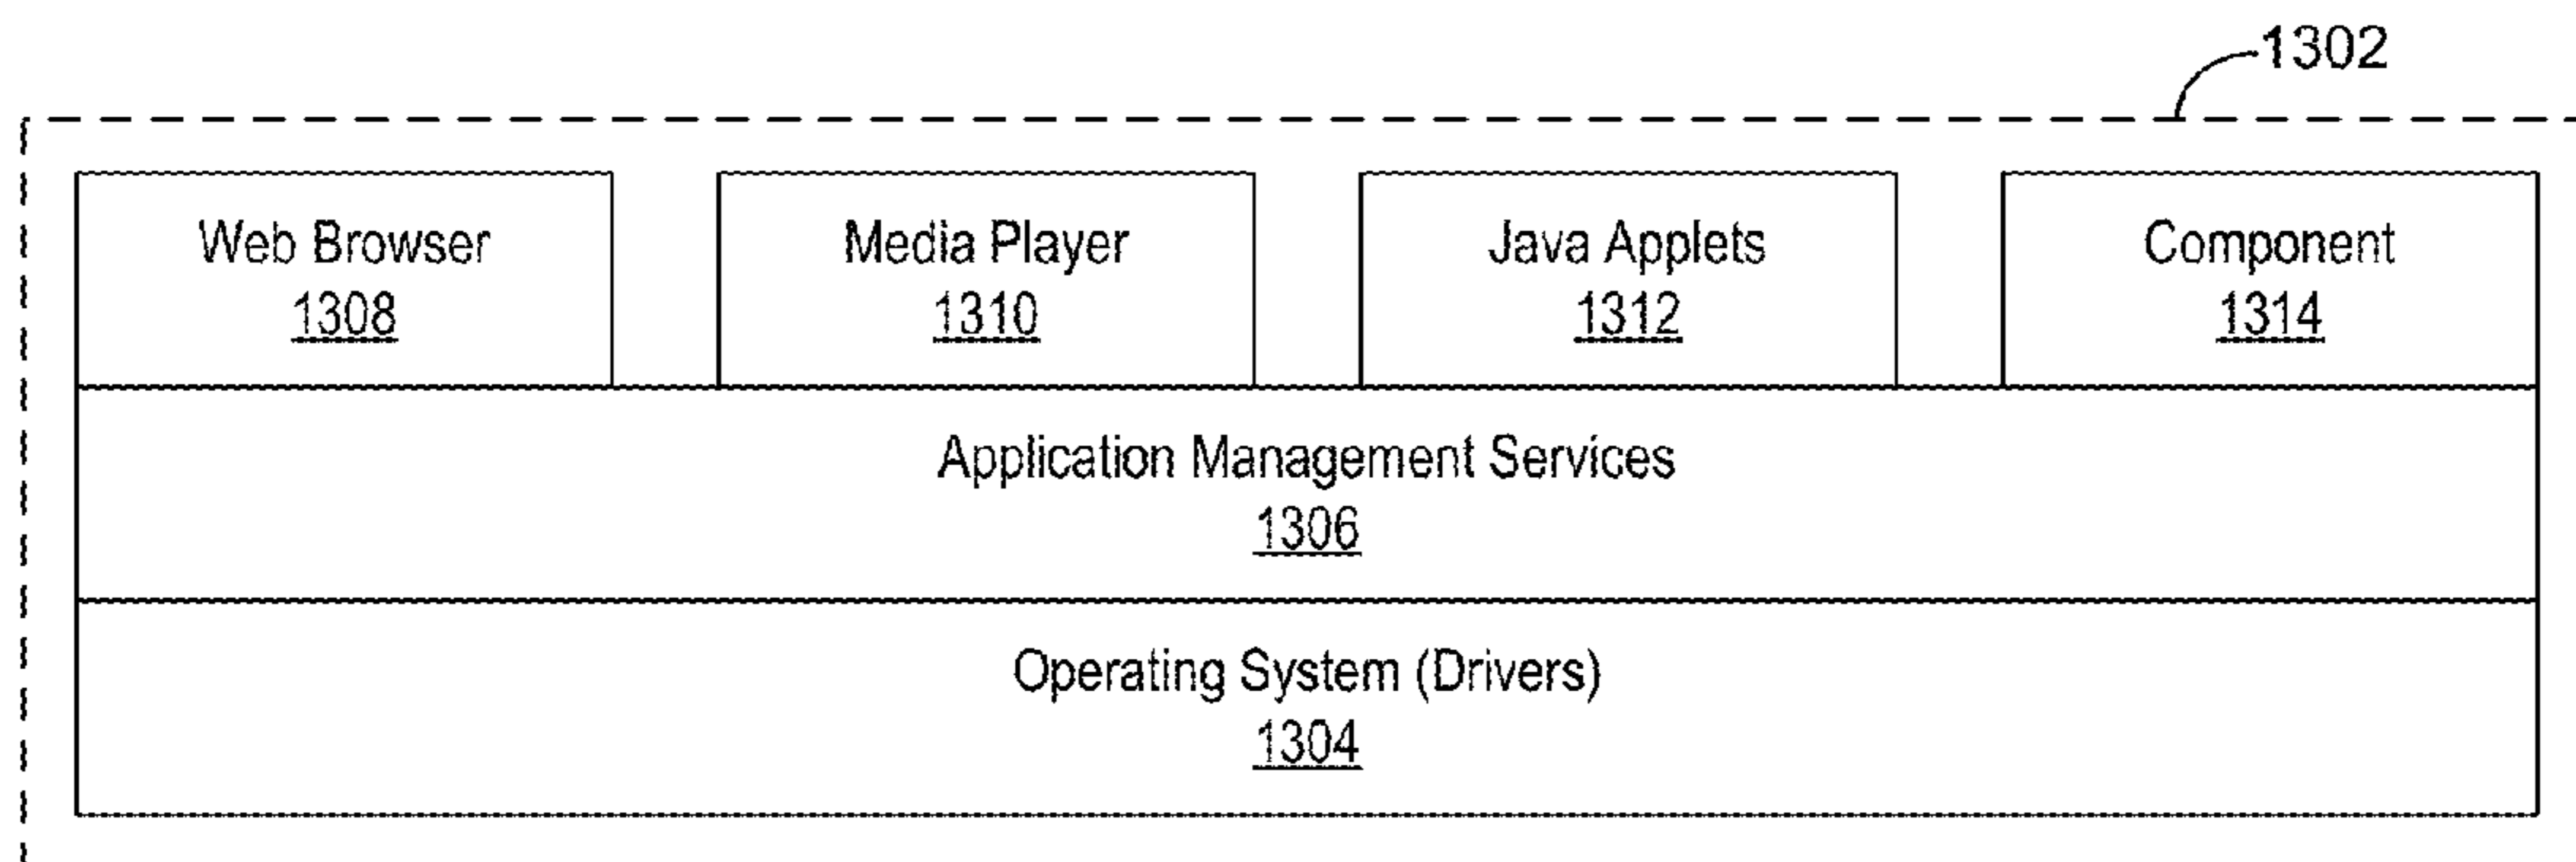 1302
Web Browser
1308
Media Player
1310
Java Applets
1312
Component
1314
Application Management Services
1306
Operating System (Drivers)
1304